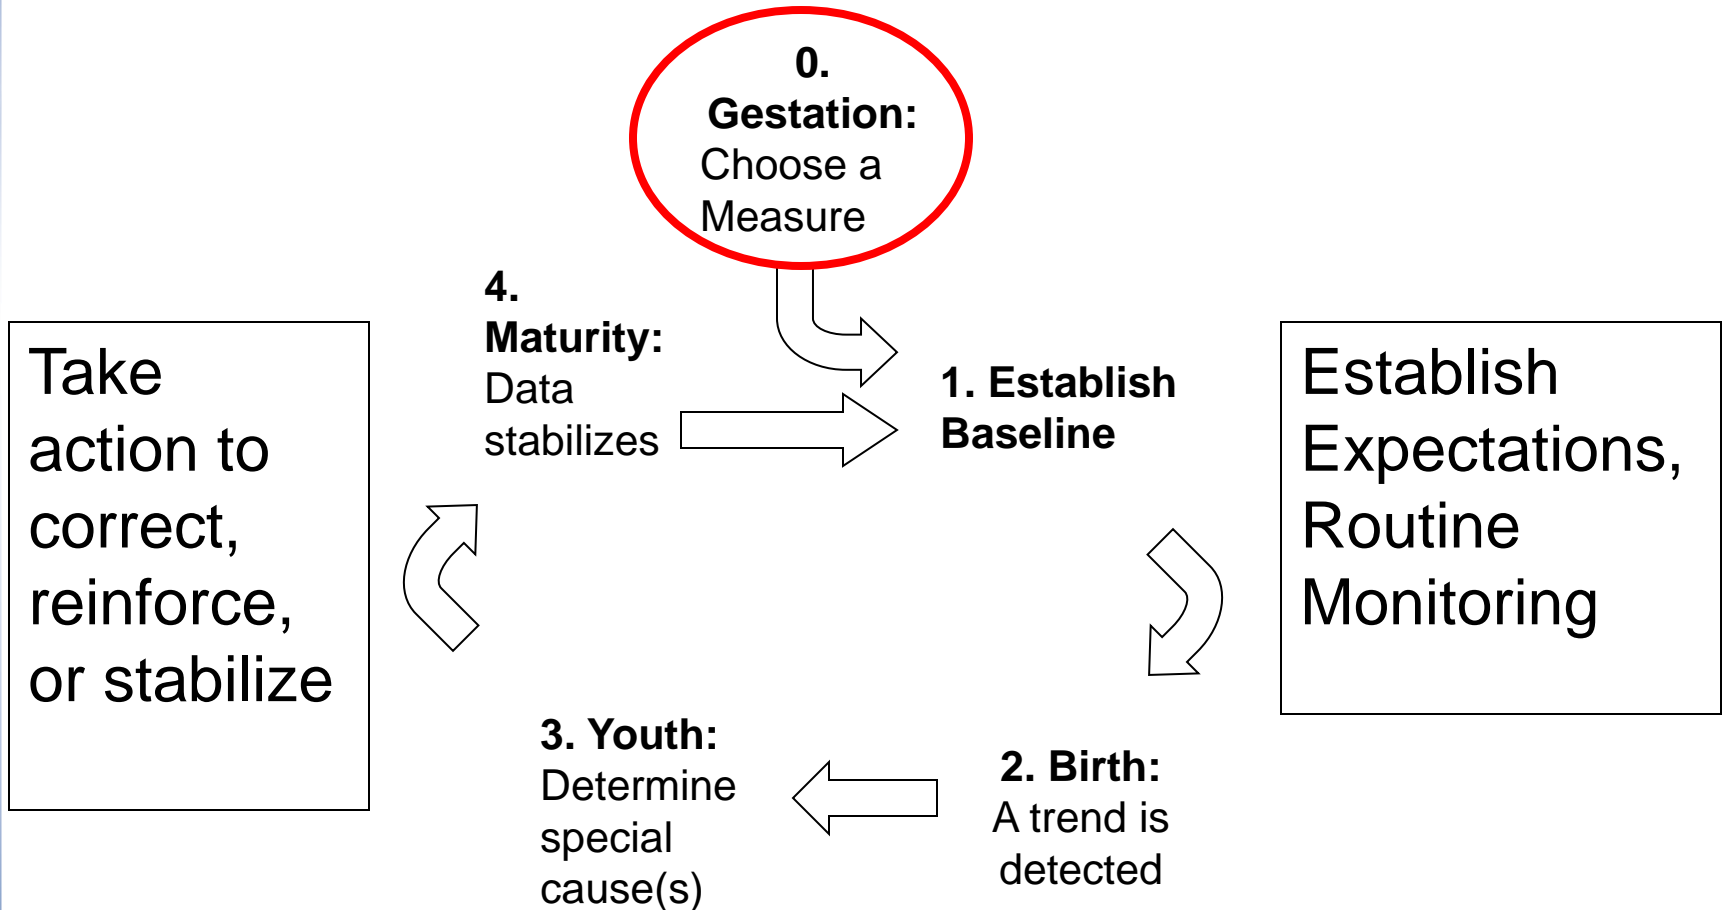 0.
Gestation:
Choose a
Measure
4.
Maturity:
Data
stabilizes
1. Establish
Baseline
Take
action to
correct,
reinforce,
or stabilize
Establish
Expectations,
Routine
Monitoring
3. Youth:
Determine
special
cause(s)
2. Birth:
A trend is
detected